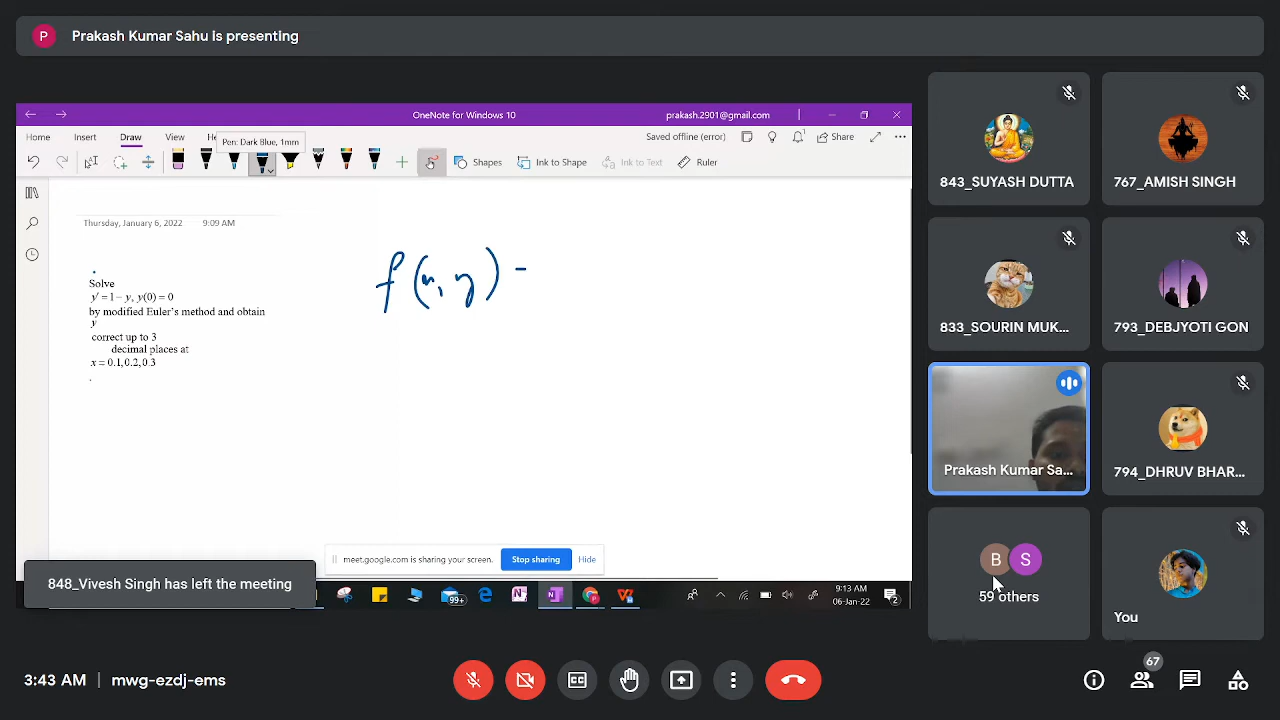 P Prakash Kumar Sahu is presenting
OneNote for Windows 10
prakash.2901@gmail.com
Home Insert Draw View He
Saved offline (error)
Share
Pen: Dark Blue, 1mm
Shapes
Ink to Shape
Ink to Text
Ruler
Thursday, January 6, 2022 9:09 AM
Solve
y' = 1 − y, y(0) = 0
by modified Euler's method and obtain
y
correct up to 3
decimal places at
x = 0.1, 0.2, 0 3
f(x, y) =
meet.google.com is sharing your screen. Stop sharing Hide
848_Vivesh Singh has left the meeting
99+
9:13 AM
06-Jan-22
2
843_SUYASH DUTTA
767_AMISH SINGH
833_SOURIN MUK...
793_DEBJYOTI GON
Prakash Kumar Sa...
794_DHRUV BHAR...
B S
59 others
You
3:43 AM | mwg-ezdj-ems
67